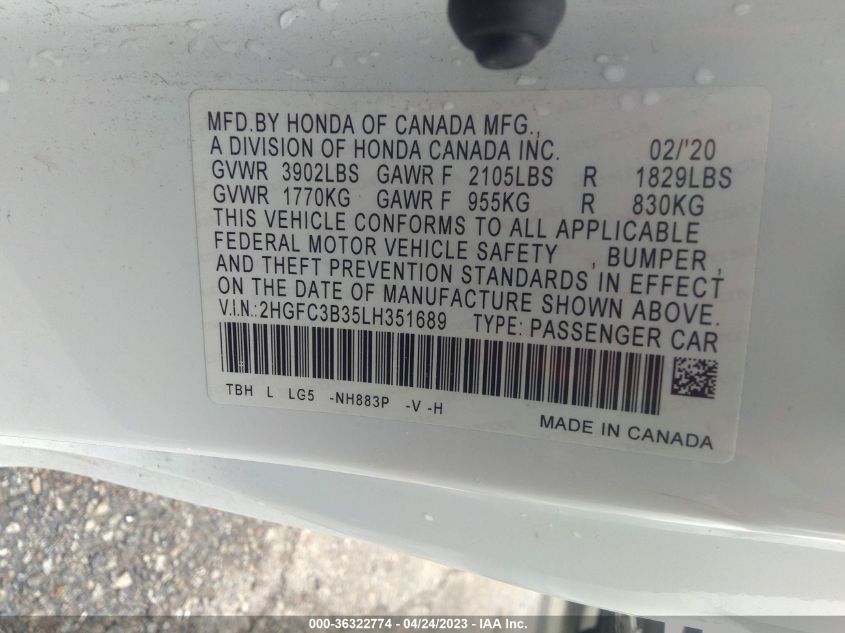 MFD.BY HONDA OF CANADA MFG.,
A DIVISION OF HONDA CANADA INC. 02/'20
GVWR 3902LBS GAWR F 2105LBS R 1829LBS
GVWR 1770KG GAWR F 955KG R 830KG
THIS VEHICLE CONFORMS TO ALL APPLICABLE
FEDERAL MOTOR VEHICLE SAFETY , BUMPER ,
AND THEFT PREVENTION STANDARDS IN EFFECT
ON THE DATE OF MANUFACTURE SHOWN ABOVE.
V.I.N.:2HGFC3B35LH351689 TYPE: PASSENGER CAR
TBH L LG5 -NH883P -V -H
MADE IN CANADA
000-36322774 - 04/24/2023 - IAA Inc.